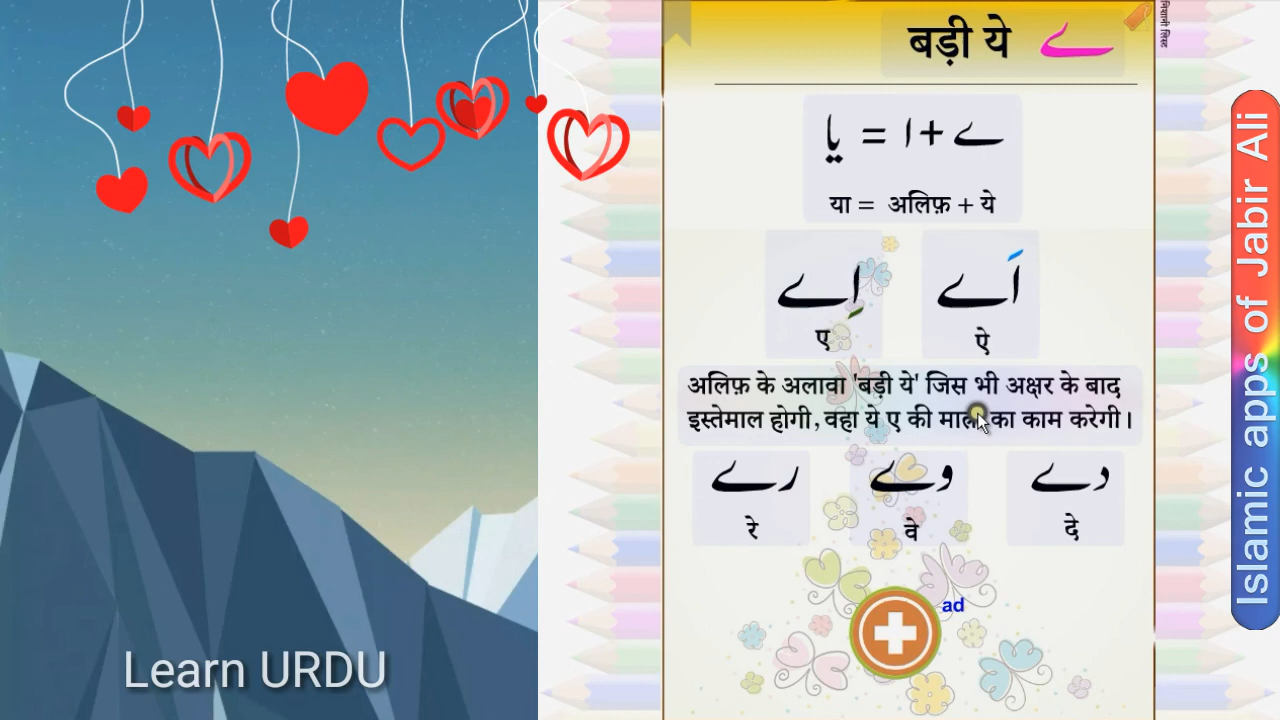 बड़ी ये ے
निशानी लिस्ट
ے + ا = یا
या = अलिफ़ + ये
اَے
ऐ
اِے
ए
अलिफ़ के अलावा 'बड़ी ये' जिस भी अक्षर के बाद
इस्तेमाल होगी, वहा ये ए की मात्रा का काम करेगी।
دے
दे
وے
वे
رے
रे
ad
Learn URDU
Islamic apps of Jabir Ali